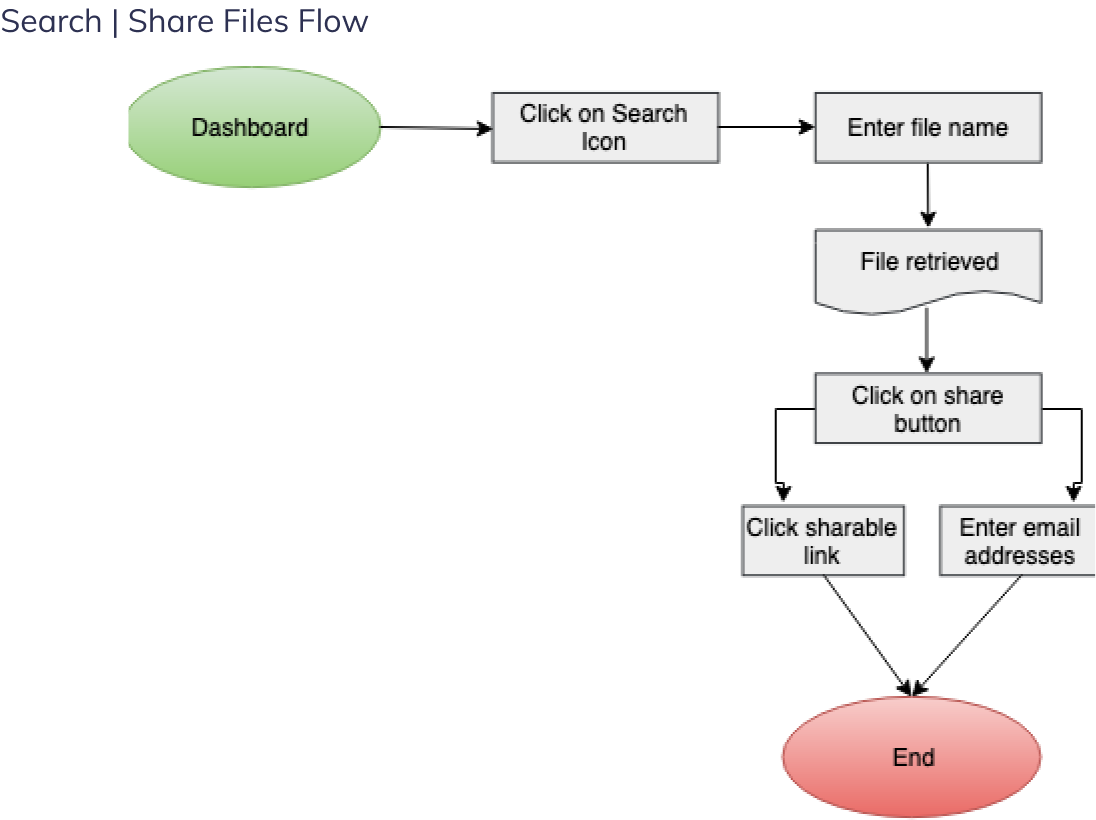 Search | Share Files Flow
Dashboard
Click on Search
Icon
Enter file name
File retrieved
Click on share
button
Click sharable
link
Enter email
addresses
End